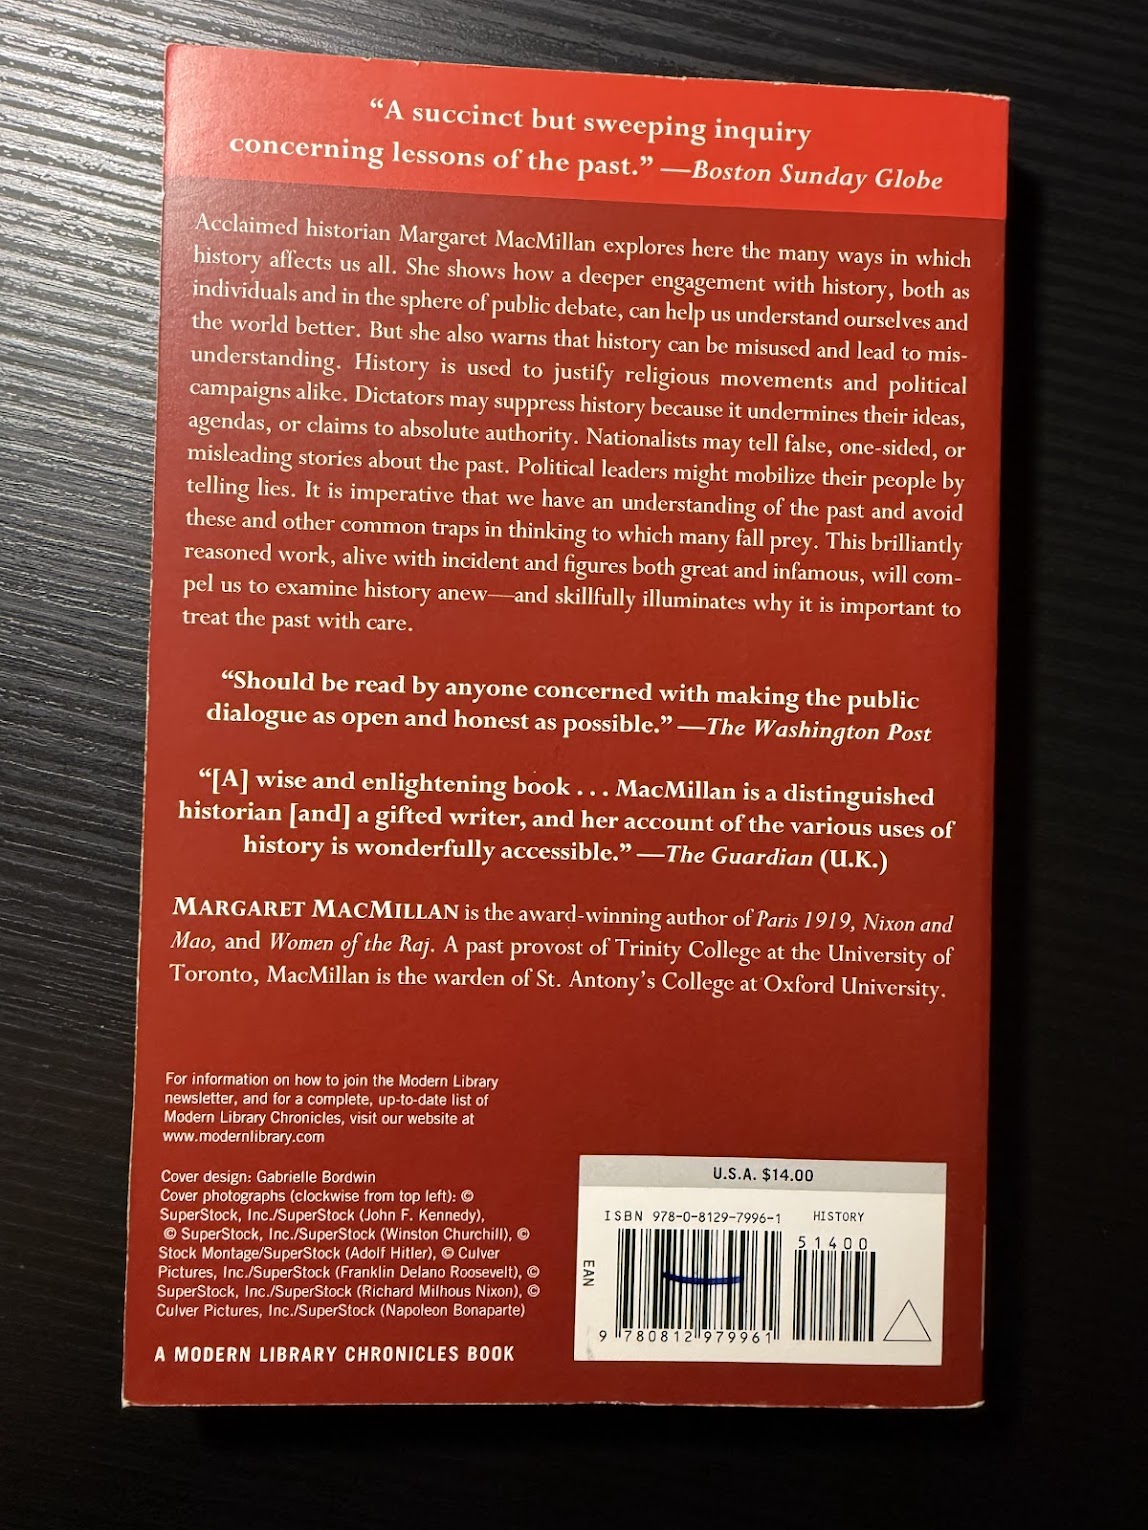 “A succinct but sweeping inquiry
concerning lessons of the past.” —Boston Sunday Globe
Acclaimed historian Margaret MacMillan explores here the many ways in which
history affects us all. She shows how a deeper engagement with history, both as
individuals and in the sphere of public debate, can help us understand ourselves and
the world better. But she also warns that history can be misused and lead to mis-
understanding. History is used to justify religious movements and political
campaigns alike. Dictators may suppress history because it undermines their ideas,
agendas, or claims to absolute authority. Nationalists may tell false, one-sided, or
misleading stories about the past. Political leaders might mobilize their people by
telling lies. It is imperative that we have an understanding of the past and avoid
these and other common traps in thinking to which many fall prey. This brilliantly
reasoned work, alive with incident and figures both great and infamous, will com-
pel us to examine history anew—and skillfully illuminates why it is important to
treat the past with care.
“Should be read by anyone concerned with making the public
dialogue as open and honest as possible.” —The Washington Post
“[A] wise and enlightening book . . . MacMillan is a distinguished
historian [and] a gifted writer, and her account of the various uses of
history is wonderfully accessible.” —The Guardian (U.K.)
MARGARET MACMILLAN is the award-winning author of Paris 1919, Nixon and
Mao, and Women of the Raj. A past provost of Trinity College at the University of
Toronto, MacMillan is the warden of St. Antony’s College at Oxford University.
For information on how to join the Modern Library
newsletter, and for a complete, up-to-date list of
Modern Library Chronicles, visit our website at
www.modernlibrary.com
Cover design: Gabrielle Bordwin
Cover photographs (clockwise from top left): ©
SuperStock, Inc./SuperStock (John F. Kennedy),
© SuperStock, Inc./SuperStock (Winston Churchill), ©
Stock Montage/SuperStock (Adolf Hitler), © Culver
Pictures, Inc./SuperStock (Franklin Delano Roosevelt), ©
SuperStock, Inc./SuperStock (Richard Milhous Nixon), ©
Culver Pictures, Inc./SuperStock (Napoleon Bonaparte)
A MODERN LIBRARY CHRONICLES BOOK
U.S.A. $14.00
ISBN 978-0-8129-7996-1 HISTORY
51400
EAN
9 780812 979961